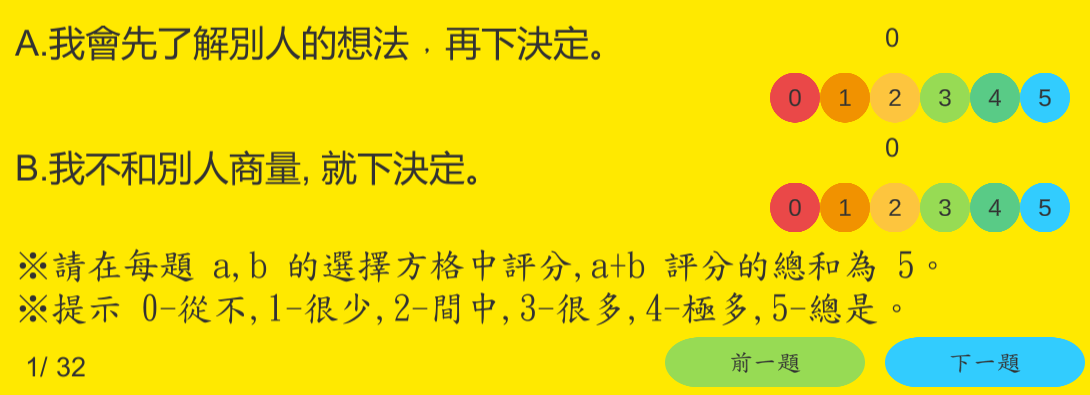 A.我會先了解別人的想法，再下決定。
0
0 1 2 3 4 5
B.我不和別人商量, 就下決定。
0
0 1 2 3 4 5
※請在每題 a,b 的選擇方格中評分,a+b 評分的總和為 5。
※提示 0-從不,1-很少,2-間中,3-很多,4-極多,5-總是。
1/ 32 前一題 下一題